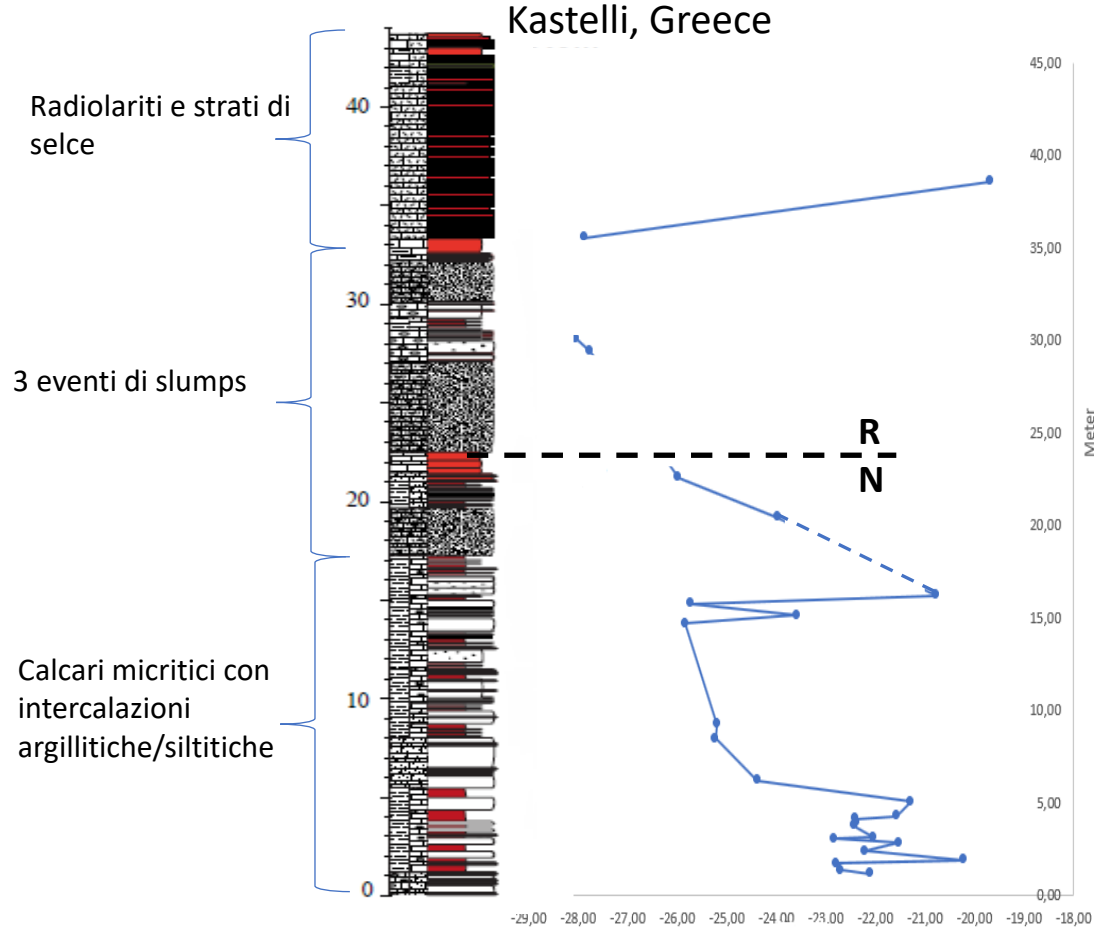 Kastelli, Greece
Radiolariti e strati di
selce
3 eventi di slumps
Calcari micritici con
intercalazioni
argillitiche/siltitiche
40
30
20
10
0
R
N
45,00
40,00
35,00
30,00
25,00
20,00
15,00
10,00
5,00
0,00
Meter
-29,00 -28,00 -27,00 -26,00 -25,00 -24,00 -23,00 -22,00 -21,00 -20,00 -19,00 -18,00